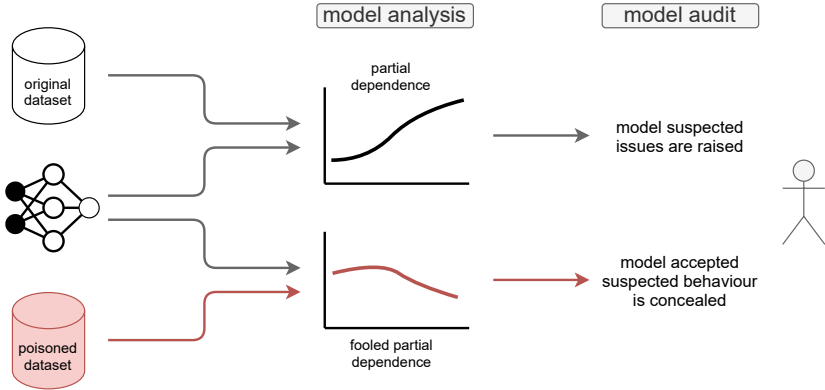 model analysis
model audit
original
dataset
partial
dependence
model suspected
issues are raised
model accepted
suspected behaviour
is concealed
poisoned
dataset
fooled partial
dependence